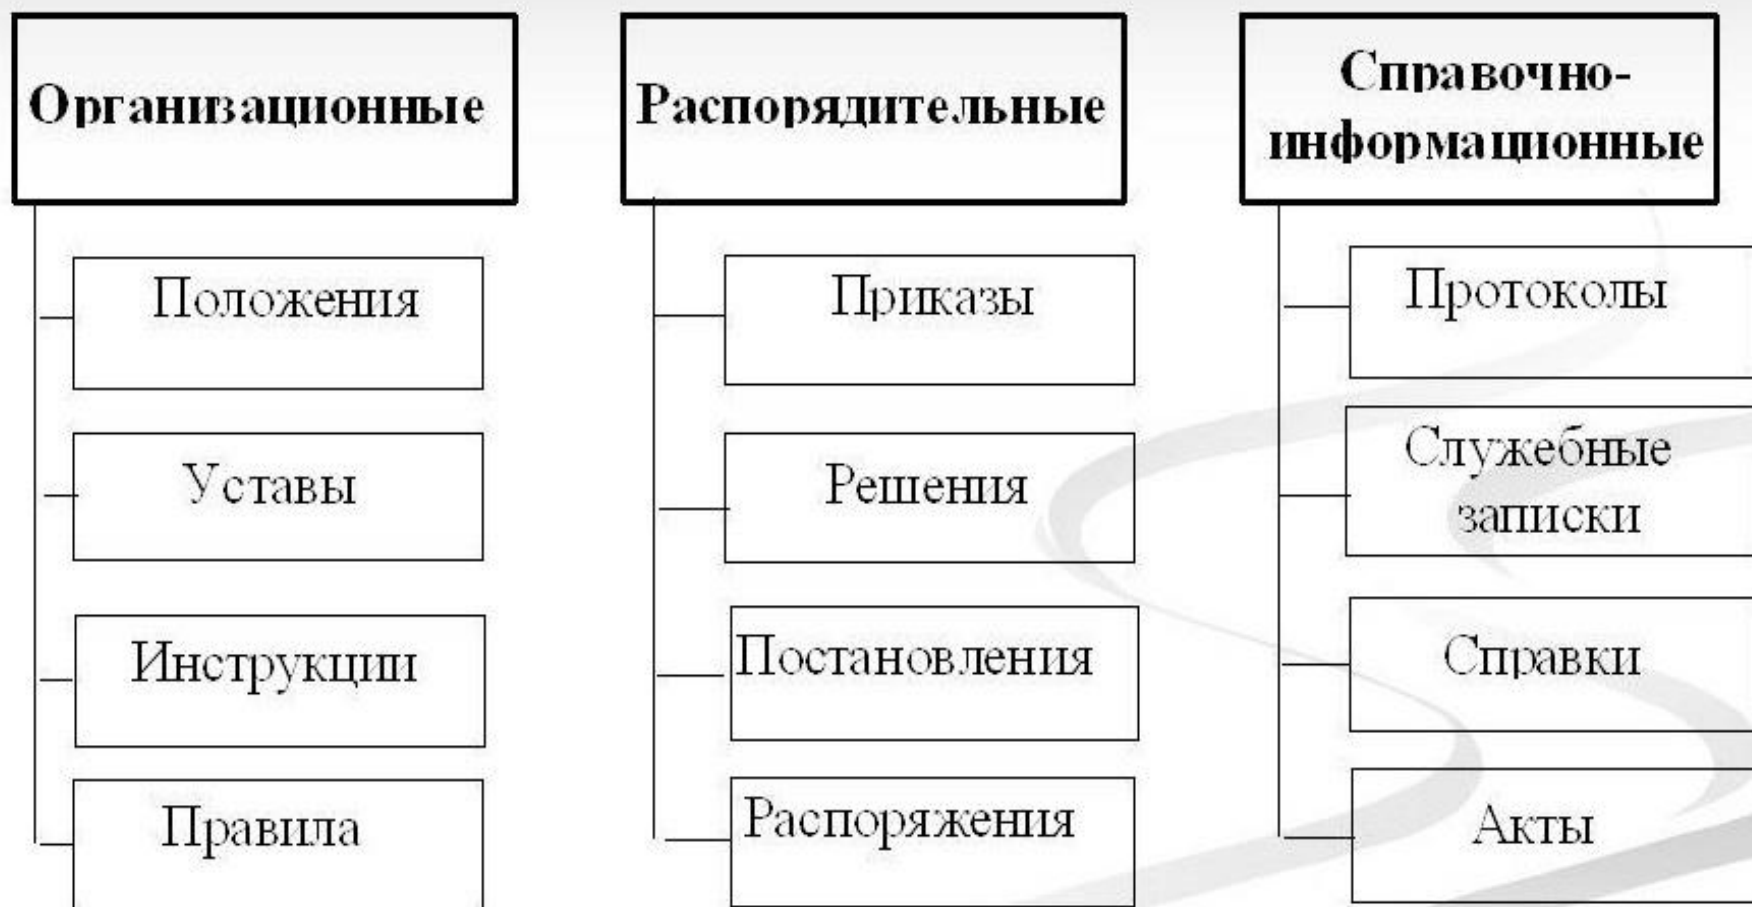 Организационные
Положения
Уставы
Инструкции
Правила
Распорядительные
Приказы
Решения
Постановления
Распоряжения
Справочно-
информационные
Протоколы
Служебные
записки
Справки
Акты